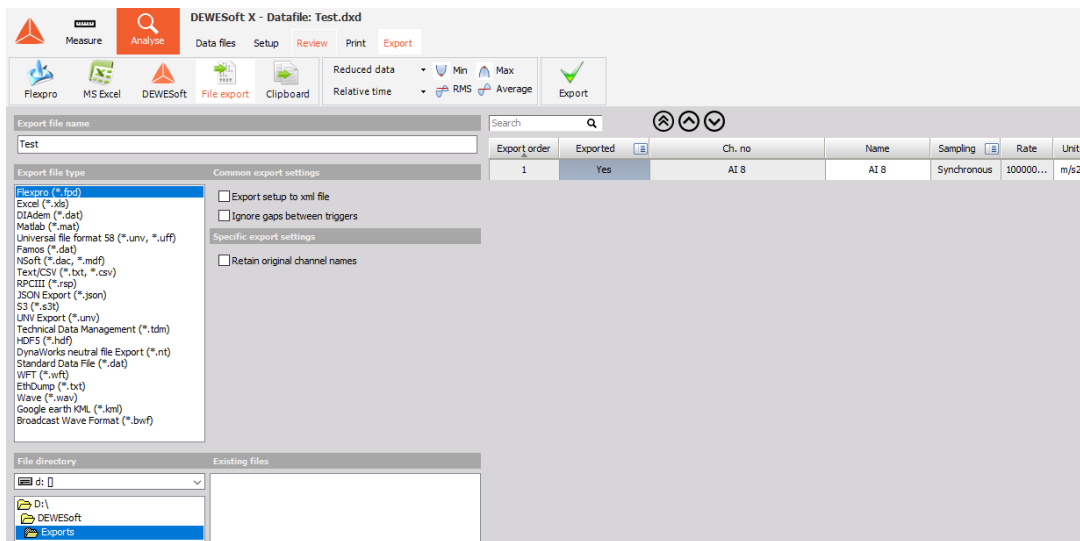 DEWESoft X - Datafile: Test.dxd
Measure
Analyse
Data files Setup Review Print Export
Flexpro
MS Excel
DEWESoft
File export
Clipboard
Reduced data
Relative time
Min Max
RMS Average
Export
Export file name
Test
Export file type
Flexpro (*.fpd)
Excel (*.xls)
DIAdem (*.dat)
Matlab (*.mat)
Universal file format 58 (*.unv, *.uff)
Famos (*.dat)
NSoft (*.dac, *.mdf)
Text/CSV (*.txt, *.csv)
RPCIII (*.rsp)
JSON Export (*.json)
S3 (*.s3t)
UNV Export (*.unv)
Technical Data Management (*.tdm)
HDF5 (*.hdf)
DynaWorks neutral file Export (*.nt)
Standard Data File (*.dat)
WFT (*.wft)
EthDump (*.txt)
Wave (*.wav)
Google earth KML (*.kml)
Broadcast Wave Format (*.bwf)
Common export settings
Export setup to xml file
Ignore gaps between triggers
Specific export settings
Retain original channel names
File directory
d: []
D:\
DEWESoft
Exports
Existing files
Search
Export order Exported Ch. no Name Sampling Rate Unit
1 Yes AI 8 AI 8 Synchronous 100000... m/s2